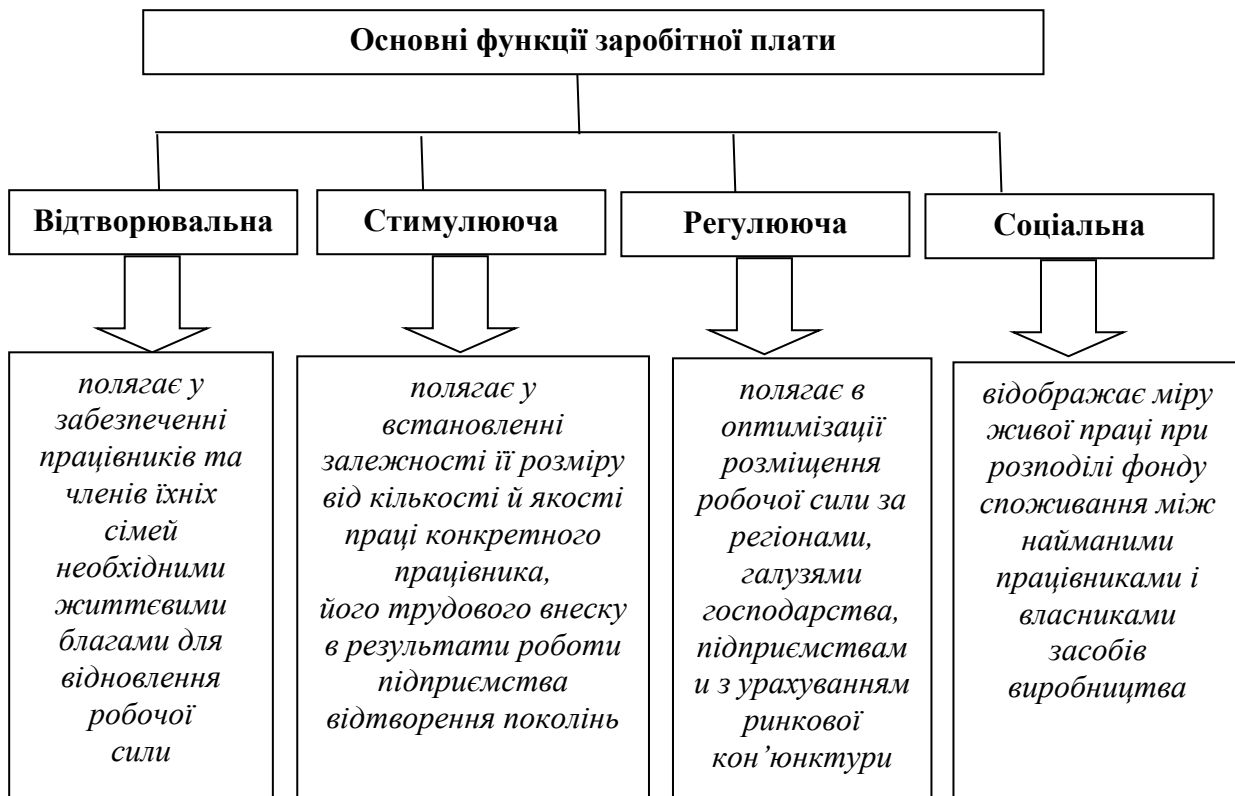 Основні функції заробітної плати
Відтворювальна
Стимулююча
Регулююча
Соціальна
полягає у
забезпеченні
працівників та
членів їхніх
сімей
необхідними
життєвими
благами для
відновлення
робочої
сили
полягає у
встановленні
залежності її розміру
від кількості й якості
праці конкретного
працівника,
його трудового внеску
в результати роботи
підприємства
відтворення поколінь
полягає в
оптимізації
розміщення
робочої сили за
регіонами,
галузями
господарства,
підприємствам
и з урахуванням
ринкової
кон’юнктури
відображає міру
живої праці при
розподілі фонду
споживання між
найманими
працівниками і
власниками
засобів
виробництва